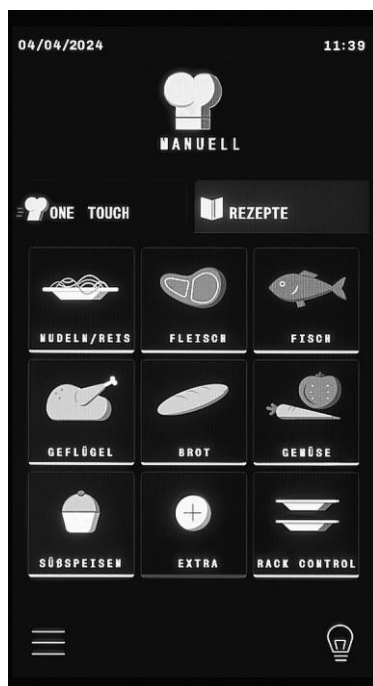 04/04/2024 11:39
MANUELL
ONE TOUCH REZEPTE
NUDELN/REIS FLEISCH FISCH
GEFLÜGEL BROT GEMÜSE
SÜßSPEISEN EXTRA RACK CONTROL